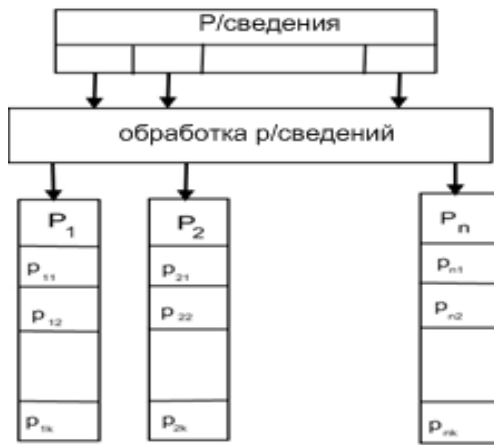 Р/сведения
обработка р/сведений
P₁ P₂ Pₙ
p₁₁ p₂₁ pₙ₁
p₁₂ p₂₂ pₙ₂
p₁ₖ p₂ₖ pₙₖ